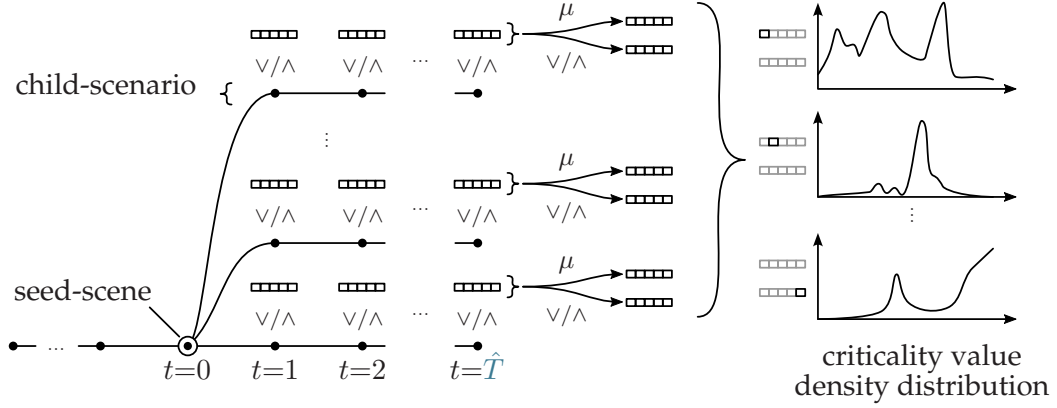 μ
∨/∧ ∨/∧ ... ∨/∧
child-scenario
⋮
μ
∨/∧ ∨/∧ ... ∨/∧
⋮
μ
seed-scene
∨/∧ ∨/∧ ... ∨/∧
...
t=0 t=1 t=2 t=T̂
criticality value
density distribution